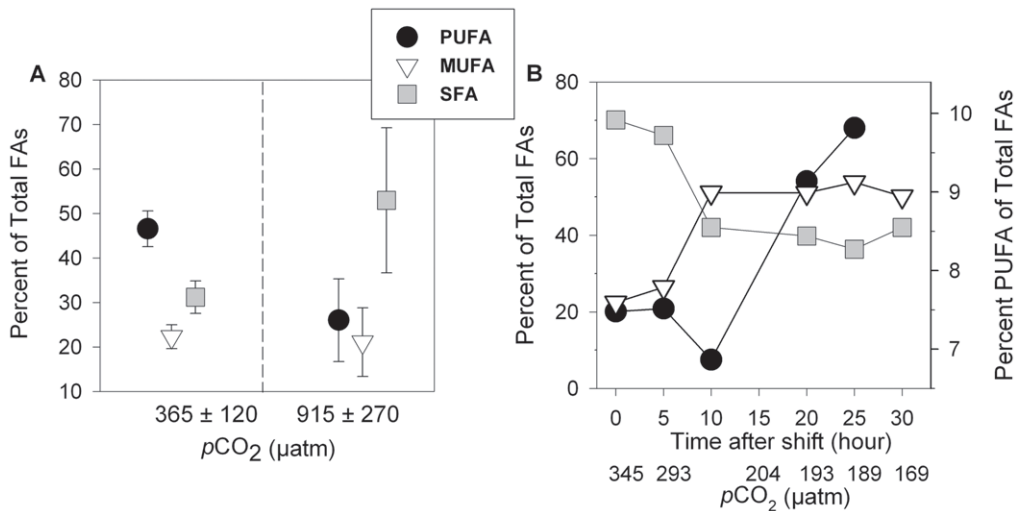 A
Percent of Total FAs
80
70
60
50
40
30
20
10
365 ± 120 915 ± 270
pCO2 (µatm)
PUFA
MUFA
SFA
B
Percent of Total FAs
80
60
40
20
0
10
9
8
7
Percent PUFA of Total FAs
0 5 10 15 20 25 30
Time after shift (hour)
345 293 204 193 189 169
pCO2 (µatm)